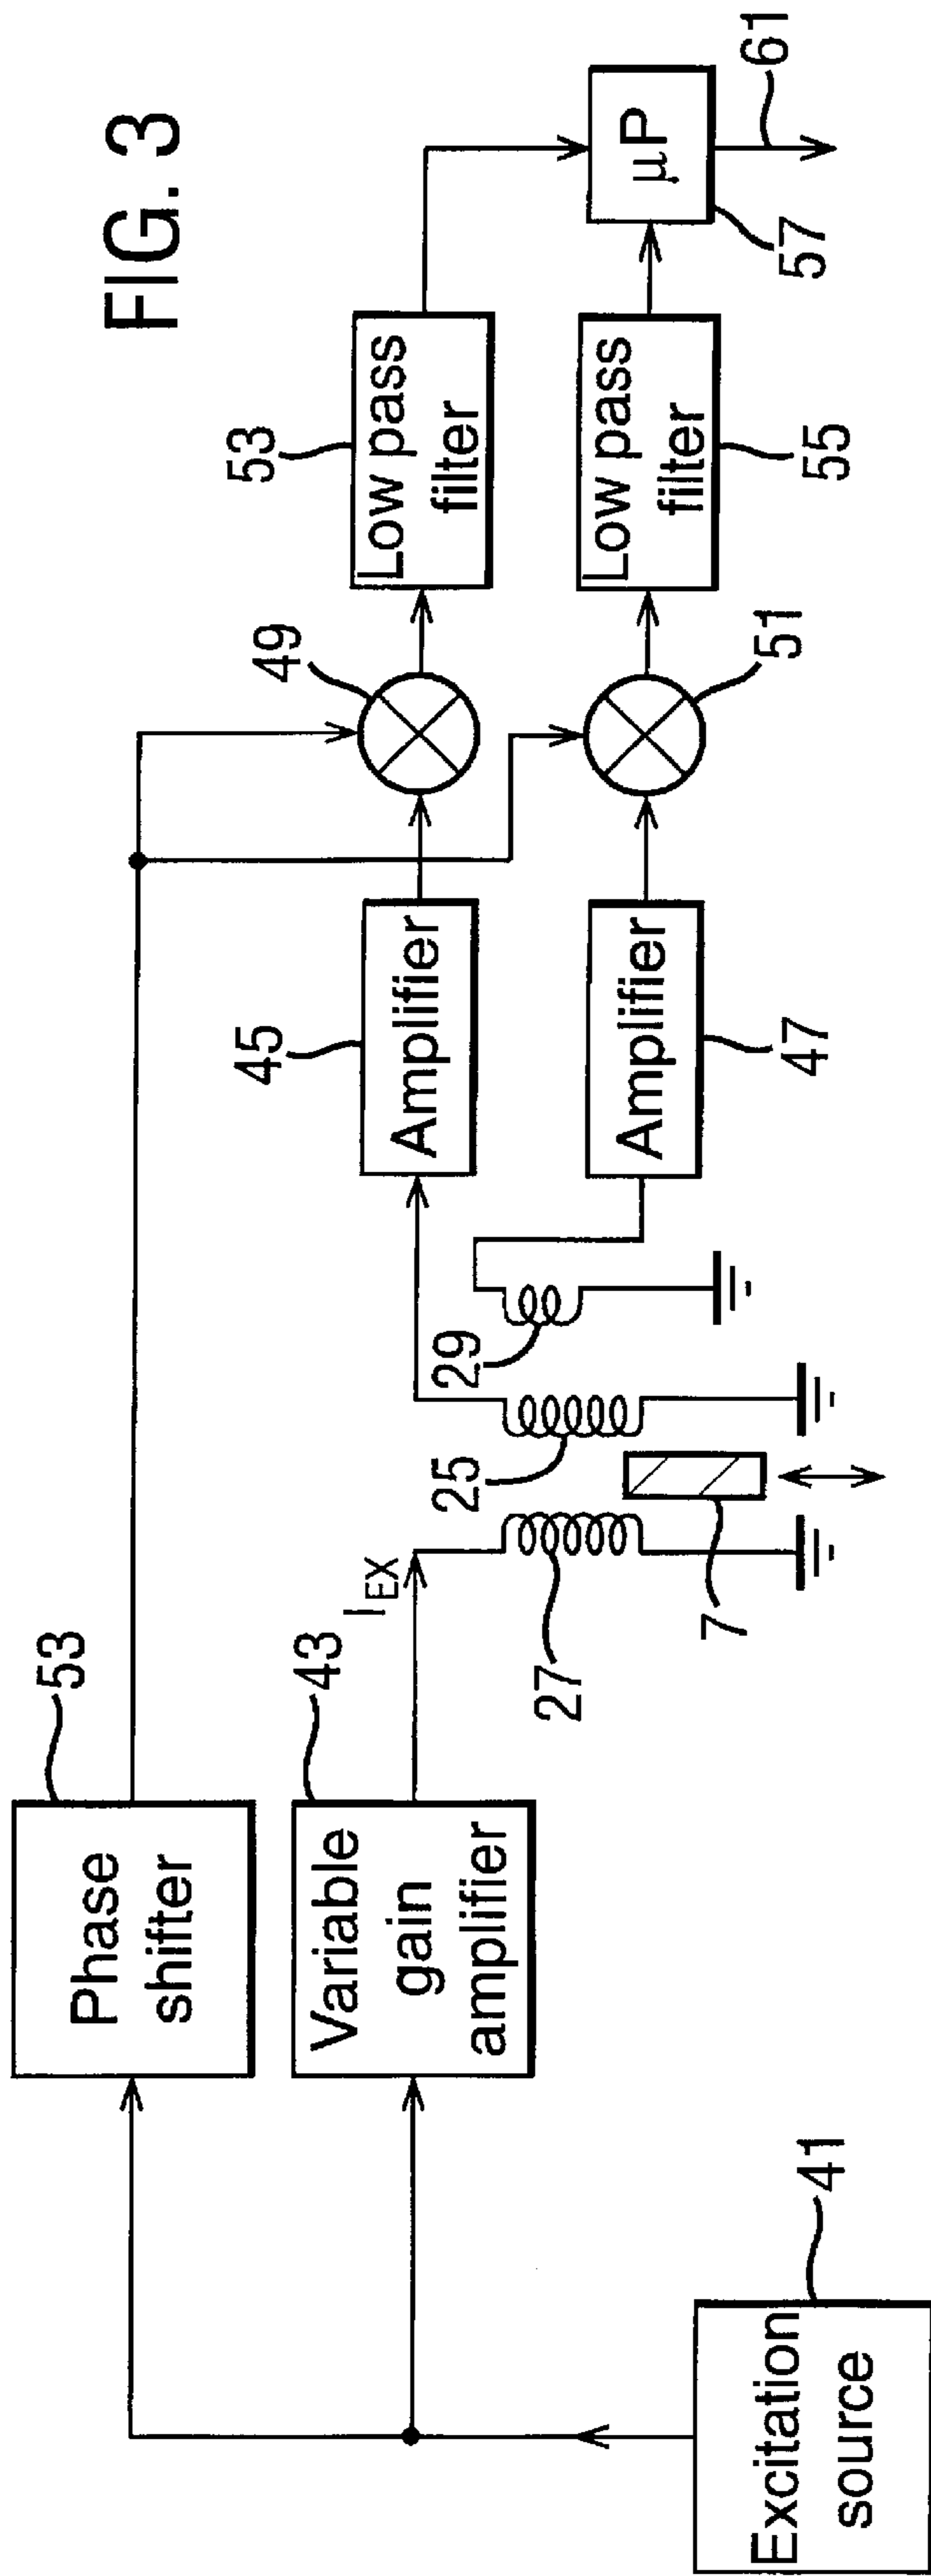 FIG. 3
Phase
shifter
53
Variable
gain
amplifier
43
Excitation
source
41
I_EX
27
7
25
29
45
Amplifier
Amplifier
47
49
51
53
Low pass
filter
Low pass
filter
55
μP
57
61